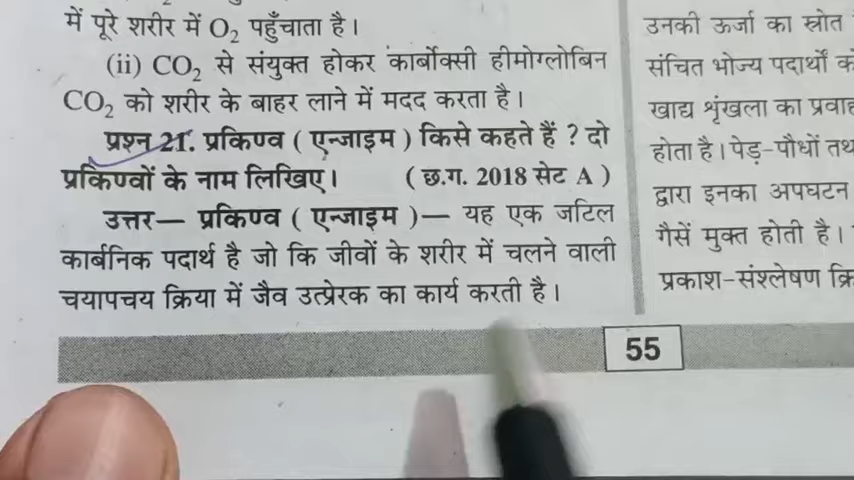 में पूरे शरीर में O₂ पहुँचाता है।
(ii) CO₂ से संयुक्त होकर कार्बोक्सी हीमोग्लोबिन
CO₂ को शरीर के बाहर लाने में मदद करता है।
प्रश्न 21. प्रकिण्व ( एन्जाइम ) किसे कहते हैं ? दो
प्रकिण्वों के नाम लिखिए। ( छ.ग. 2018 सेट A )
उत्तर— प्रकिण्व ( एन्जाइम )— यह एक जटिल
कार्बनिक पदार्थ है जो कि जीवों के शरीर में चलने वाली
चयापचय क्रिया में जैव उत्प्रेरक का कार्य करती है।
उनकी ऊर्जा का स्रोत
संचित भोज्य पदार्थों
खाद्य शृंखला का प्रवाह
होता है। पेड़-पौधों
द्वारा इनका अपघटन
गैसें मुक्त होती है।
प्रकाश-संश्लेषण
55